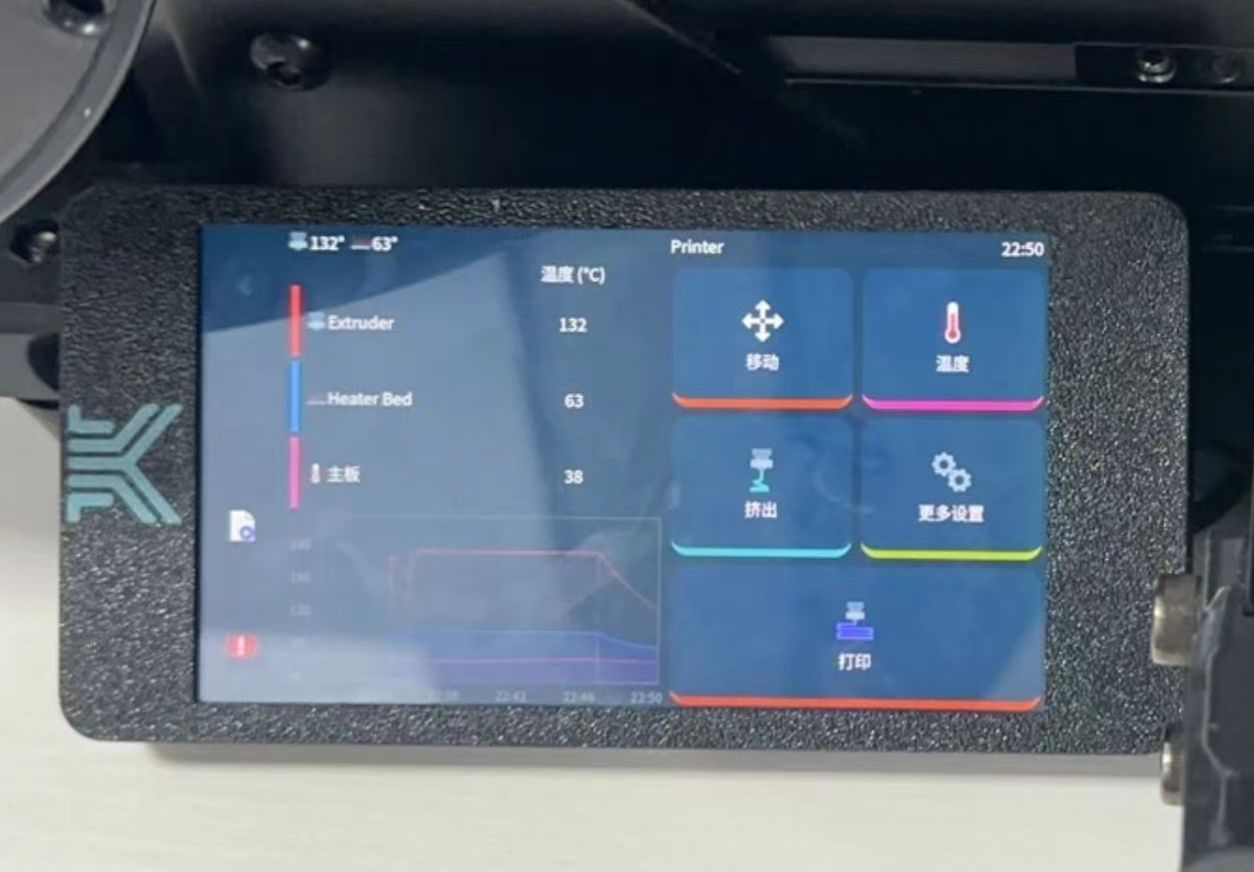 132° 63°
Printer
22:50
温度 (℃)
Extruder
132
Heater Bed
63
主板
38
移动
温度
挤出
更多设置
打印
22:42
22:46
22:50